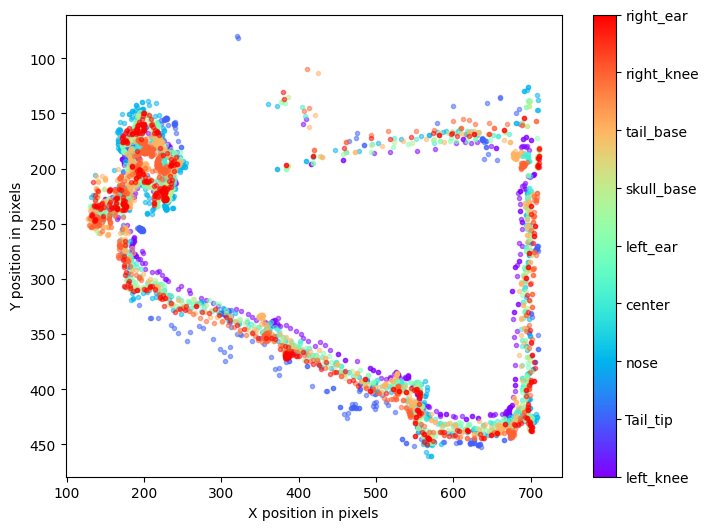 100
150
200
250
300
350
400
450
Y position in pixels
100 200 300 400 500 600 700
X position in pixels
right_ear
right_knee
tail_base
skull_base
left_ear
center
nose
Tail_tip
left_knee